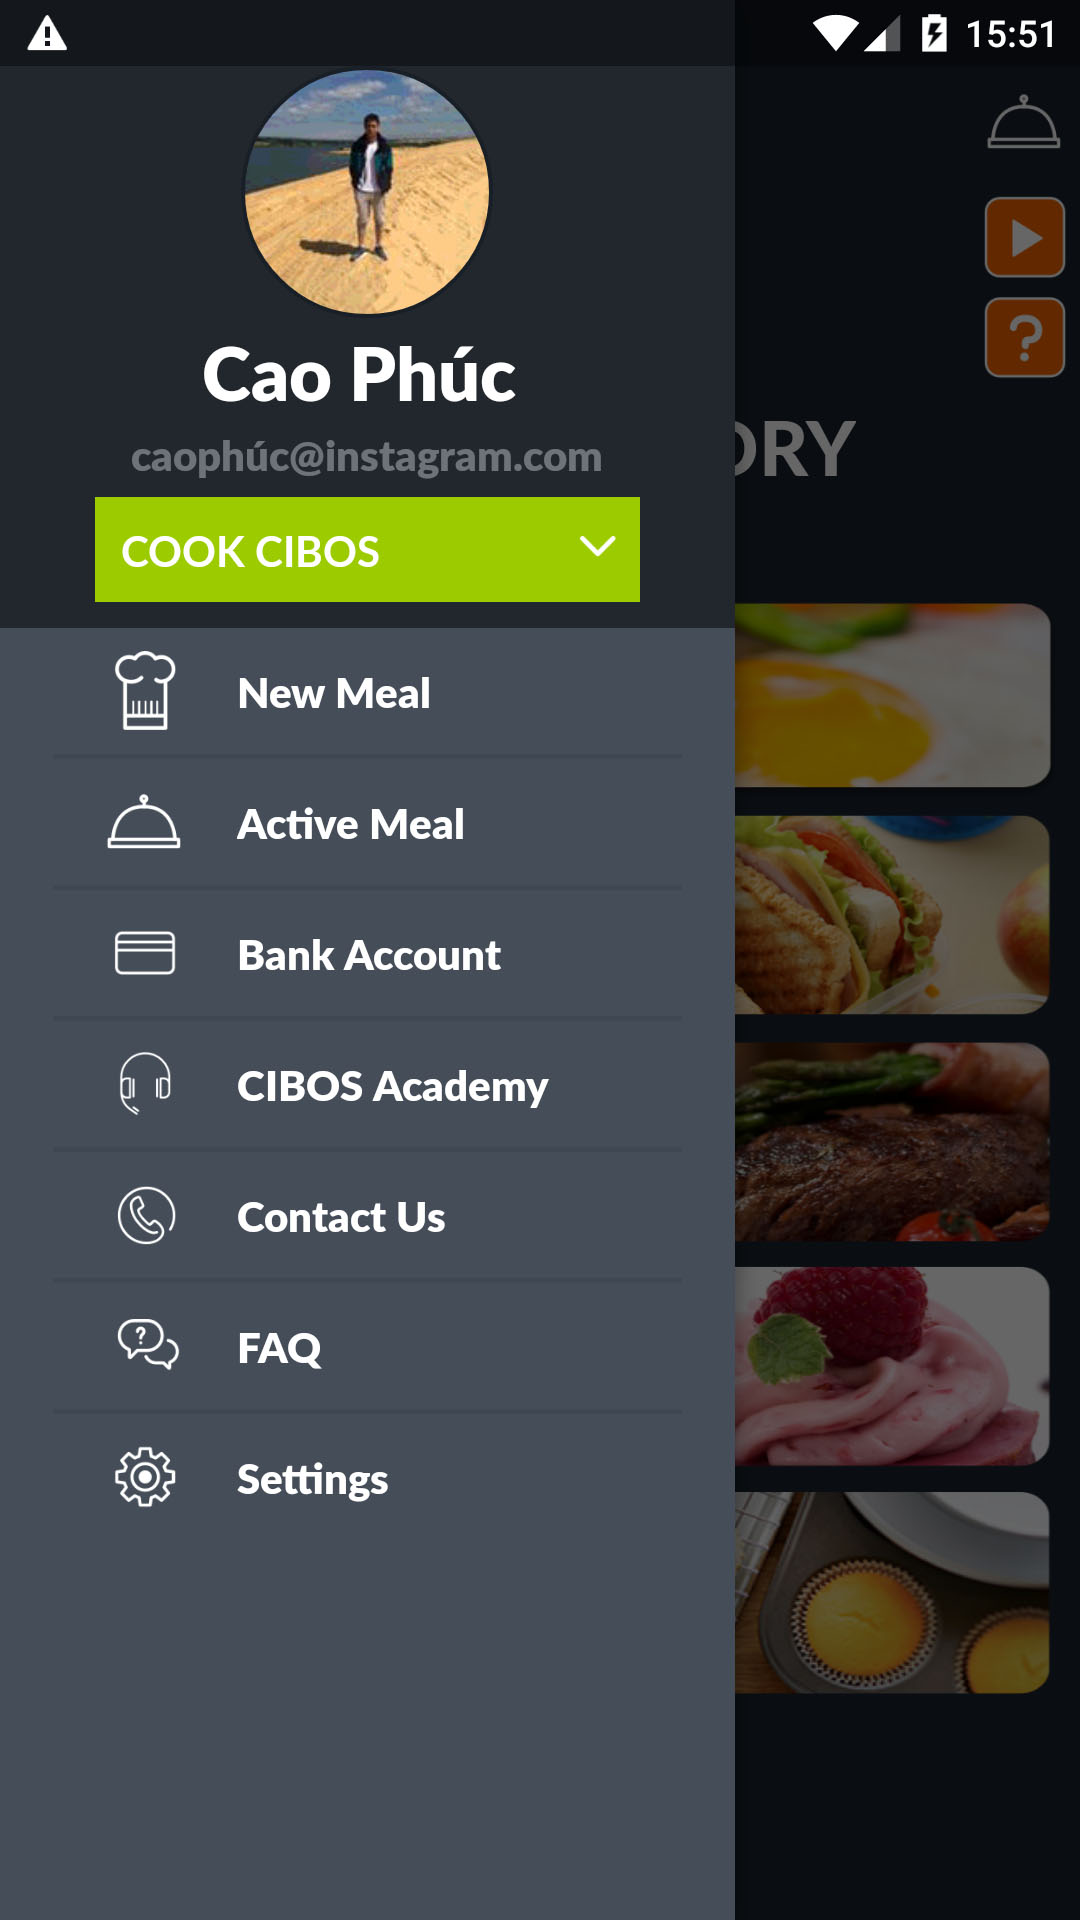 15:51
Cao Phúc
caophúc@instagram.com
COOK CIBOS
New Meal
Active Meal
Bank Account
CIBOS Academy
Contact Us
FAQ
Settings